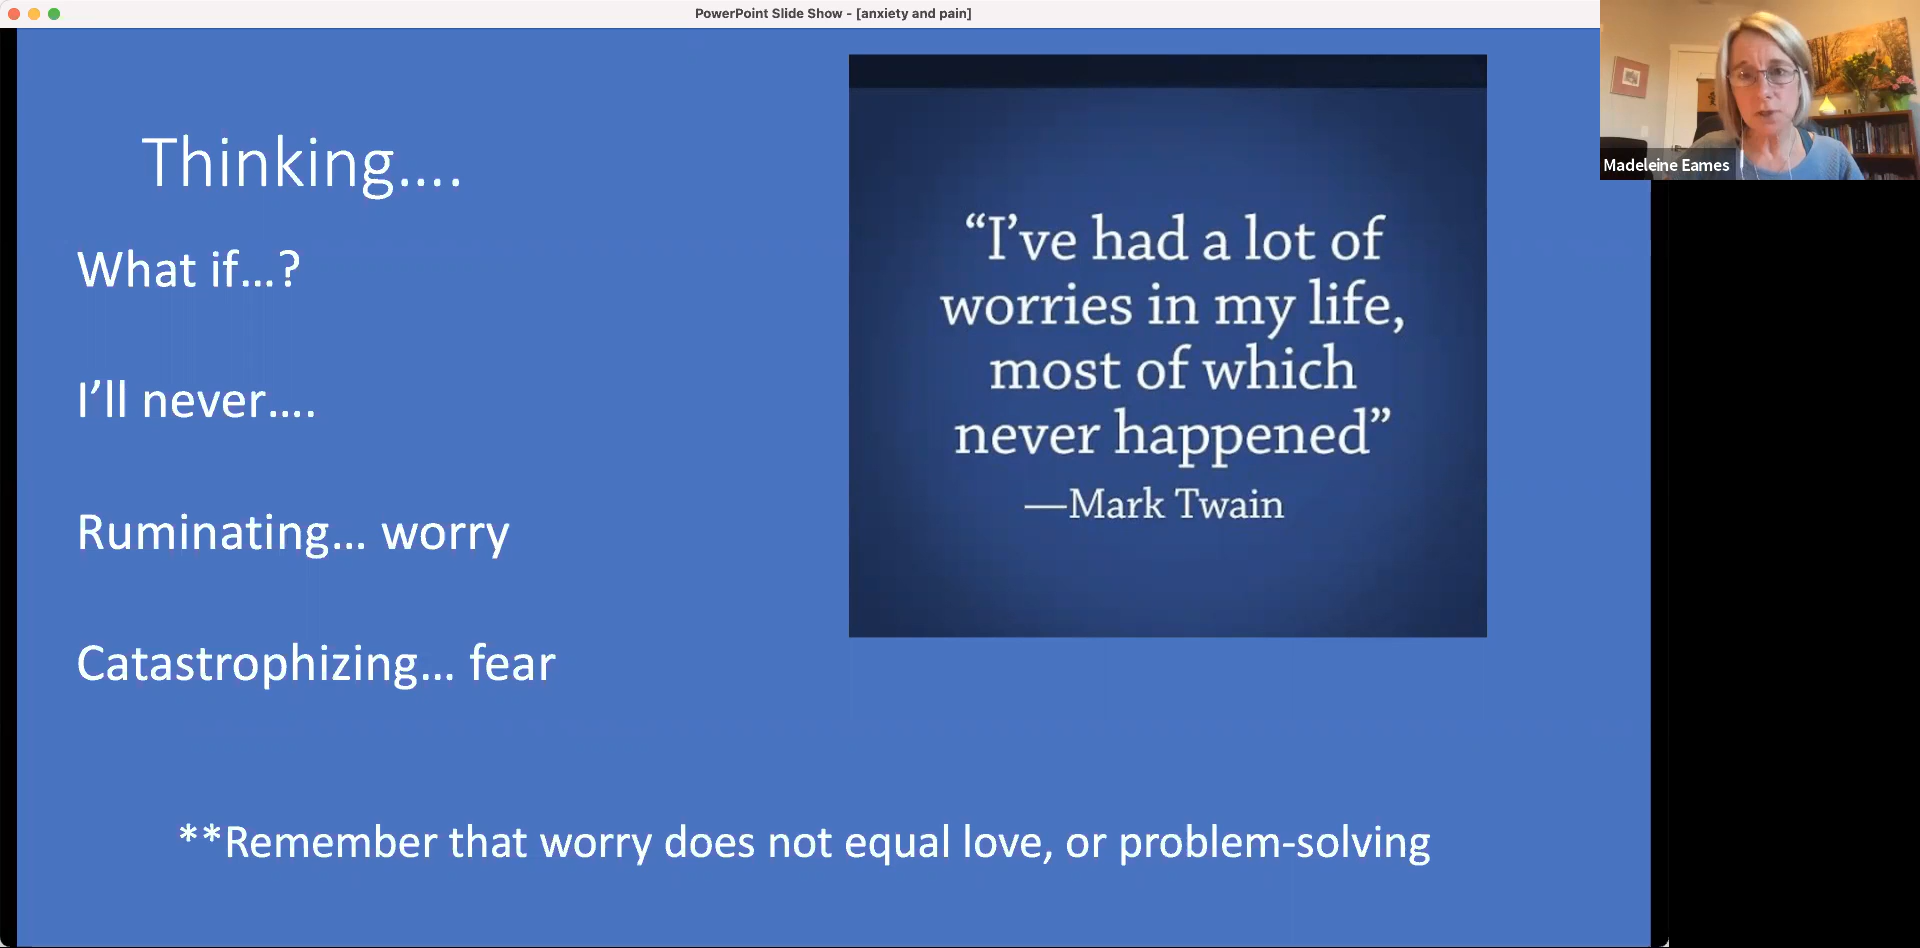 PowerPoint Slide Show - [anxiety and pain]
Thinking....
What if...?
I’ll never....
Ruminating... worry
Catastrophizing... fear
“I’ve had a lot of
worries in my life,
most of which
never happened”
—Mark Twain
**Remember that worry does not equal love, or problem-solving
Madeleine Eames